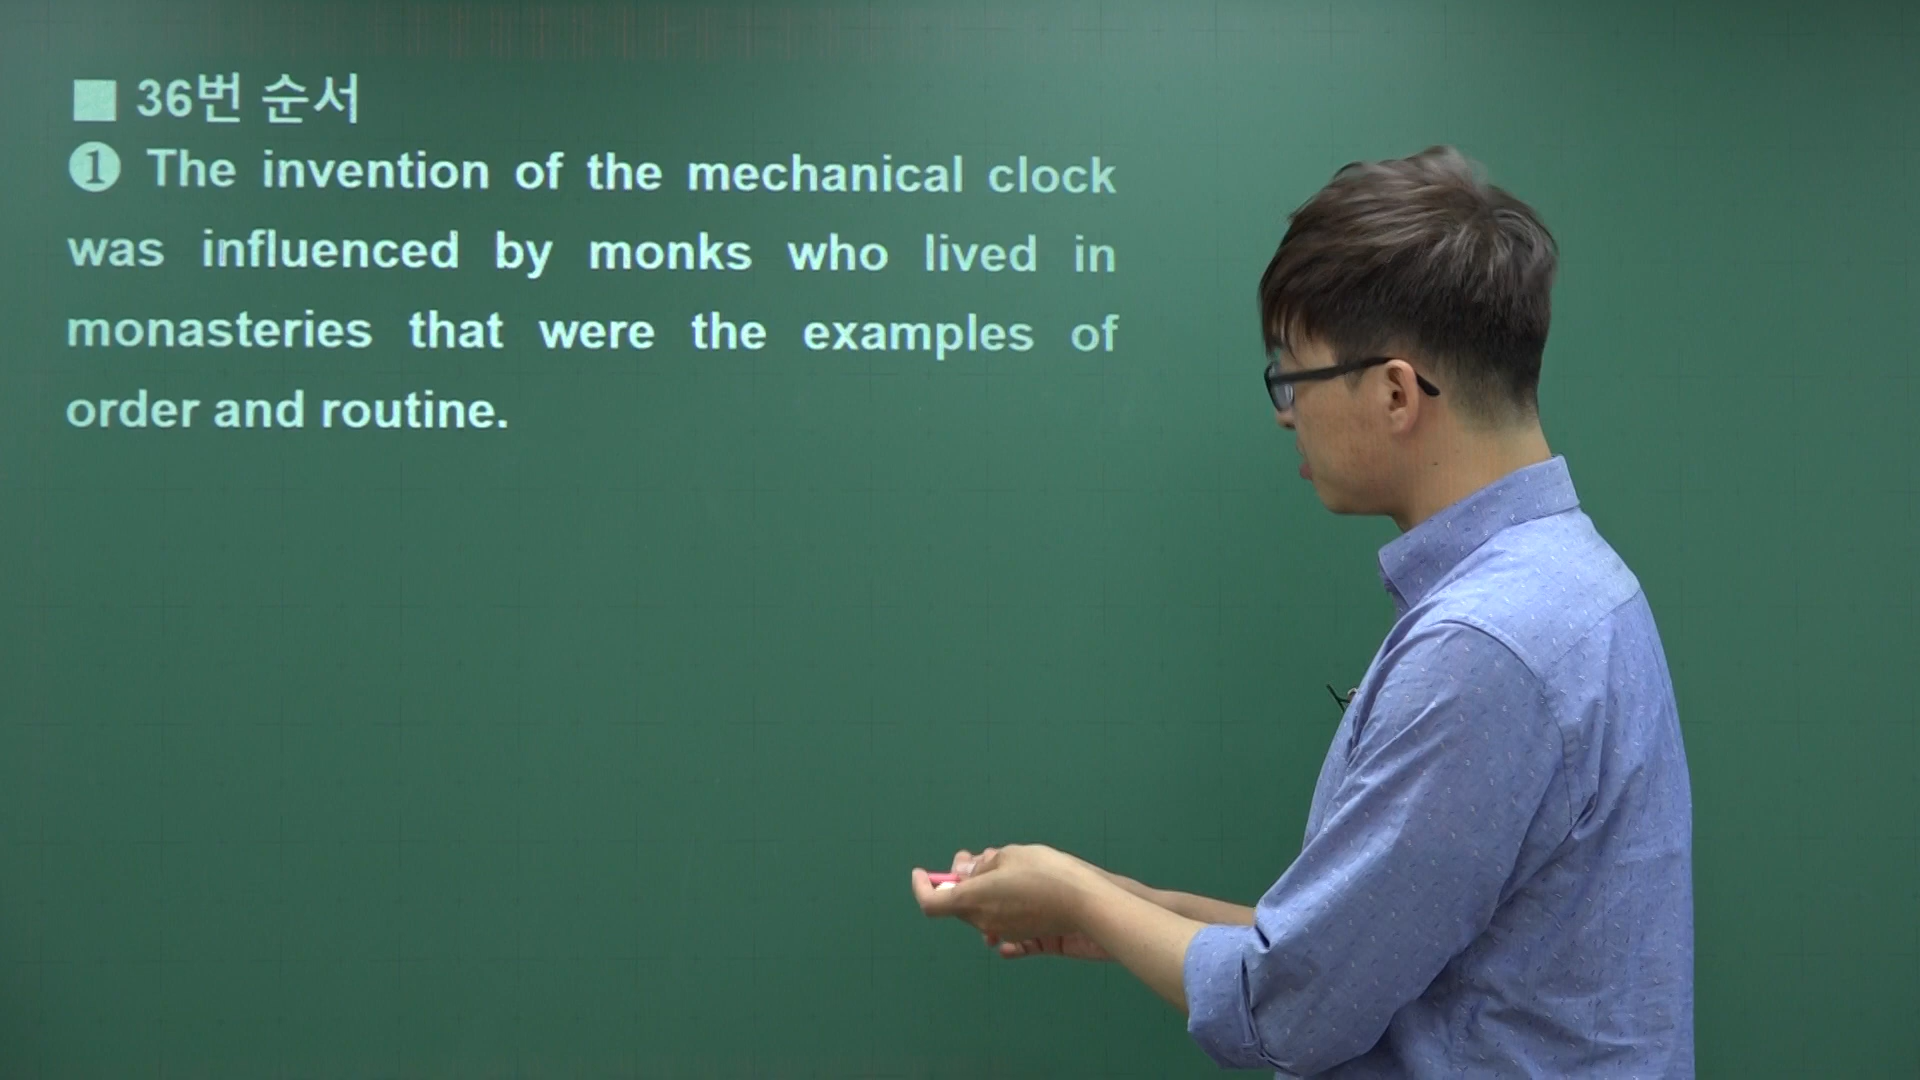 ■ 36번 순서
❶ The invention of the mechanical clock
was influenced by monks who lived in
monasteries that were the examples of
order and routine.